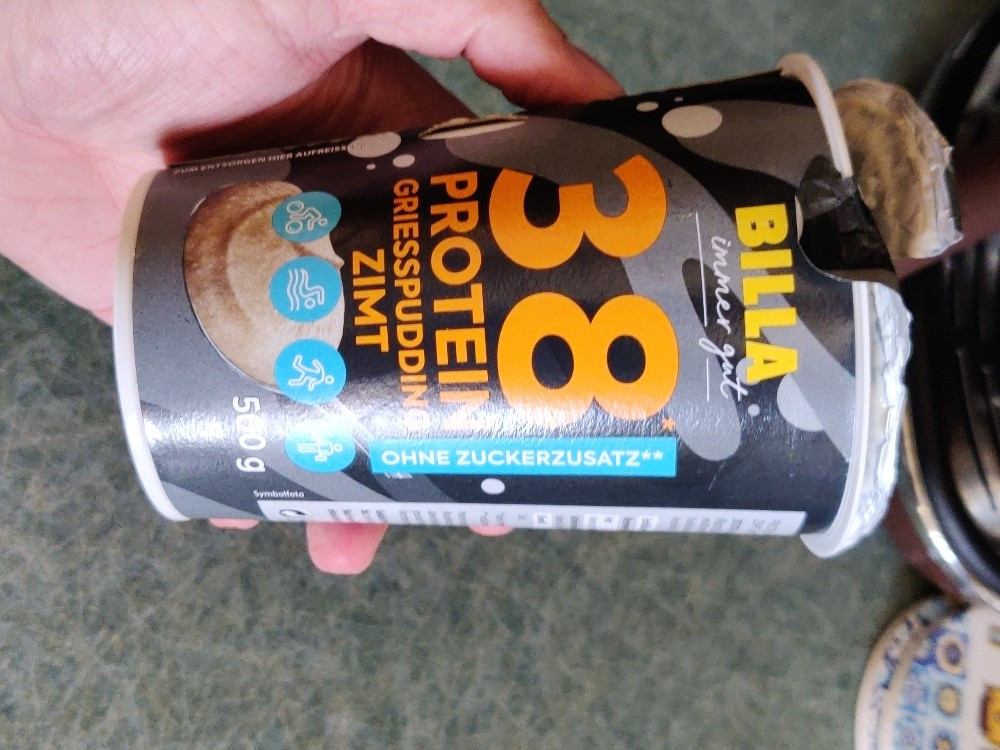 BILLA
immer gut
38*
PROTEIN
GRIESSPUDDING
ZIMT
OHNE ZUCKERZUSATZ**
500 g
Symbolfoto
ZUM ENTSORGEN HIER AUFREISSEN